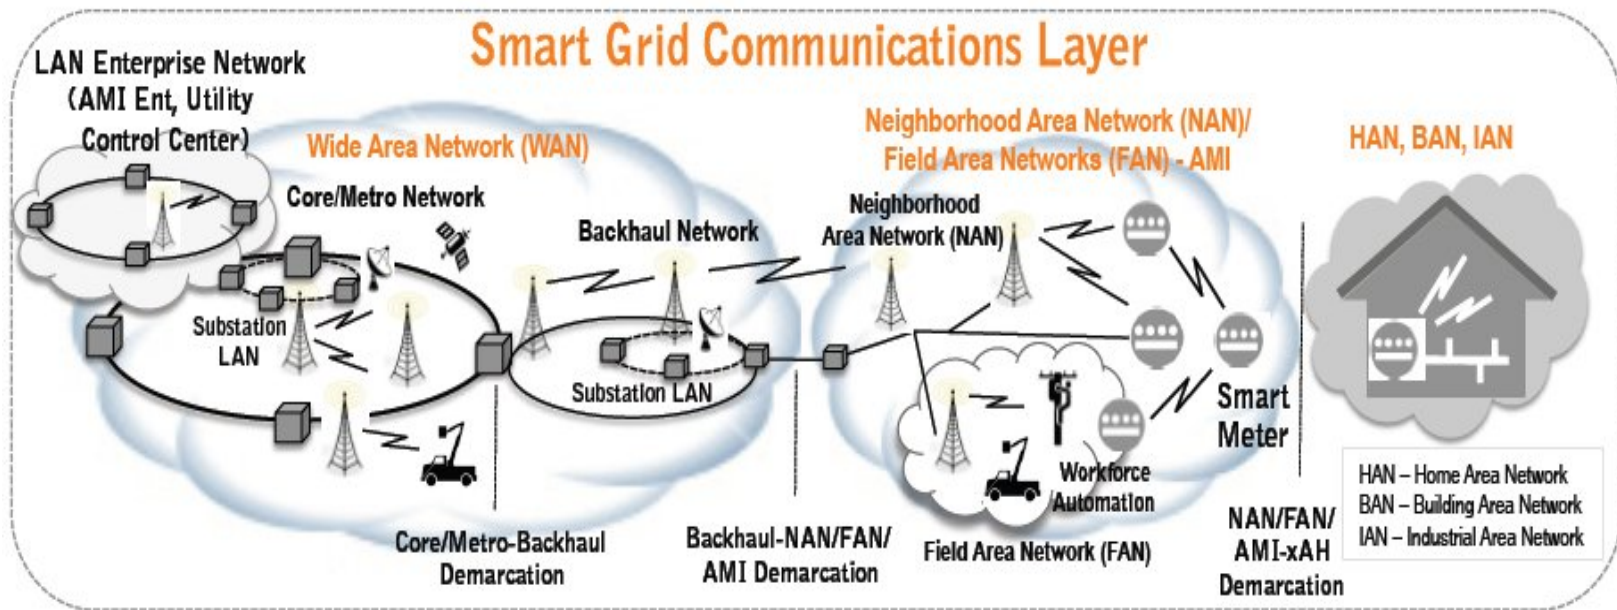 Smart Grid Communications Layer
LAN Enterprise Network
(AMI Ent, Utility
Control Center)
Wide Area Network (WAN)
Core/Metro Network
Substation
LAN
Backhaul Network
Substation LAN
Neighborhood Area Network (NAN)/
Field Area Networks (FAN) - AMI
Neighborhood
Area Network (NAN)
Workforce
Automation
Field Area Network (FAN)
Smart
Meter
HAN, BAN, IAN
HAN – Home Area Network
BAN – Building Area Network
IAN – Industrial Area Network
Core/Metro-Backhaul
Demarcation
Backhaul-NAN/FAN/
AMI Demarcation
NAN/FAN/
AMI-xAH
Demarcation